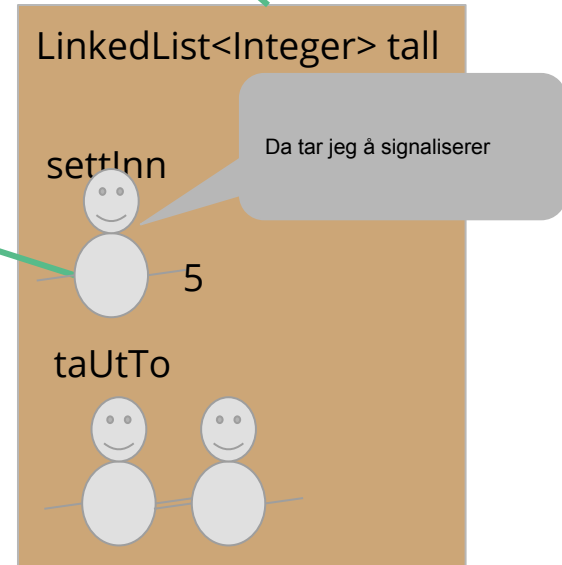 LinkedList<Integer> tall
Da tar jeg å signaliserer
settInn
5
taUtTo